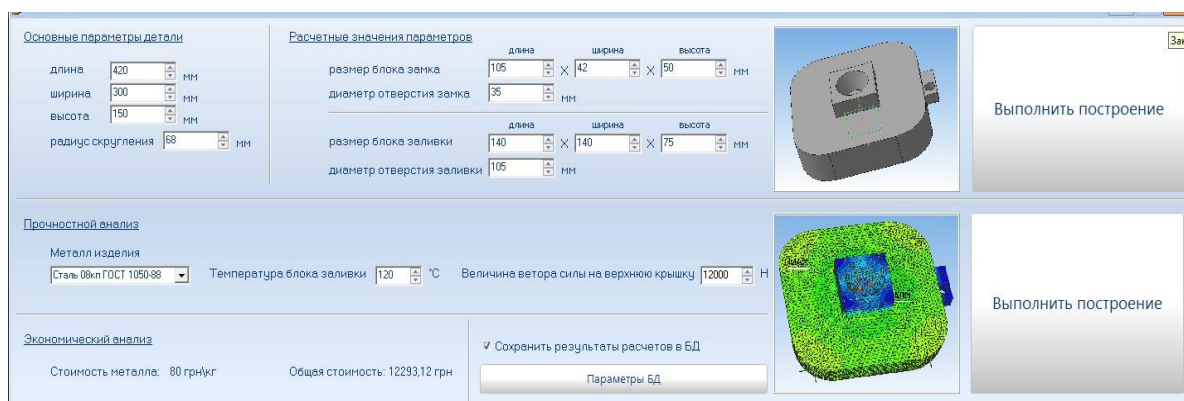 Зак
Основные параметры детали
длина 420 мм
ширина 300 мм
высота 150 мм
радиус скругления 68 мм
Расчетные значения параметров
длина ширина высота
размер блока замка 105 X 42 X 50 мм
диаметр отверстия замка 35 мм
длина ширина высота
размер блока заливки 140 X 140 X 75 мм
диаметр отверстия заливки 105 мм
Выполнить построение
Прочностной анализ
Металл изделия
Сталь 08кп ГОСТ 1050-88
Температура блока заливки 120 °C
Величина ветора силы на верхнюю крышку 12000 Н
Выполнить построение
Экономический анализ
Стоимость металла: 80 грн\кг
Общая стоимость: 12293,12 грн
Сохранить результаты расчетов в БД
Параметры БД